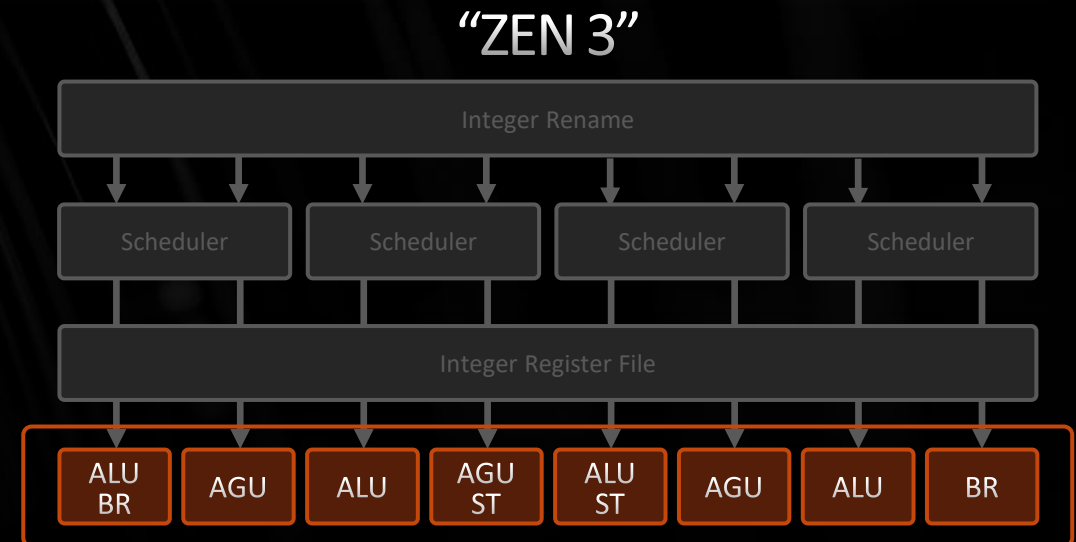 “ZEN 3”
Integer Rename
Scheduler
Scheduler
Scheduler
Scheduler
Integer Register File
ALU
BR
AGU
ALU
AGU
ST
ALU
ST
AGU
ALU
BR